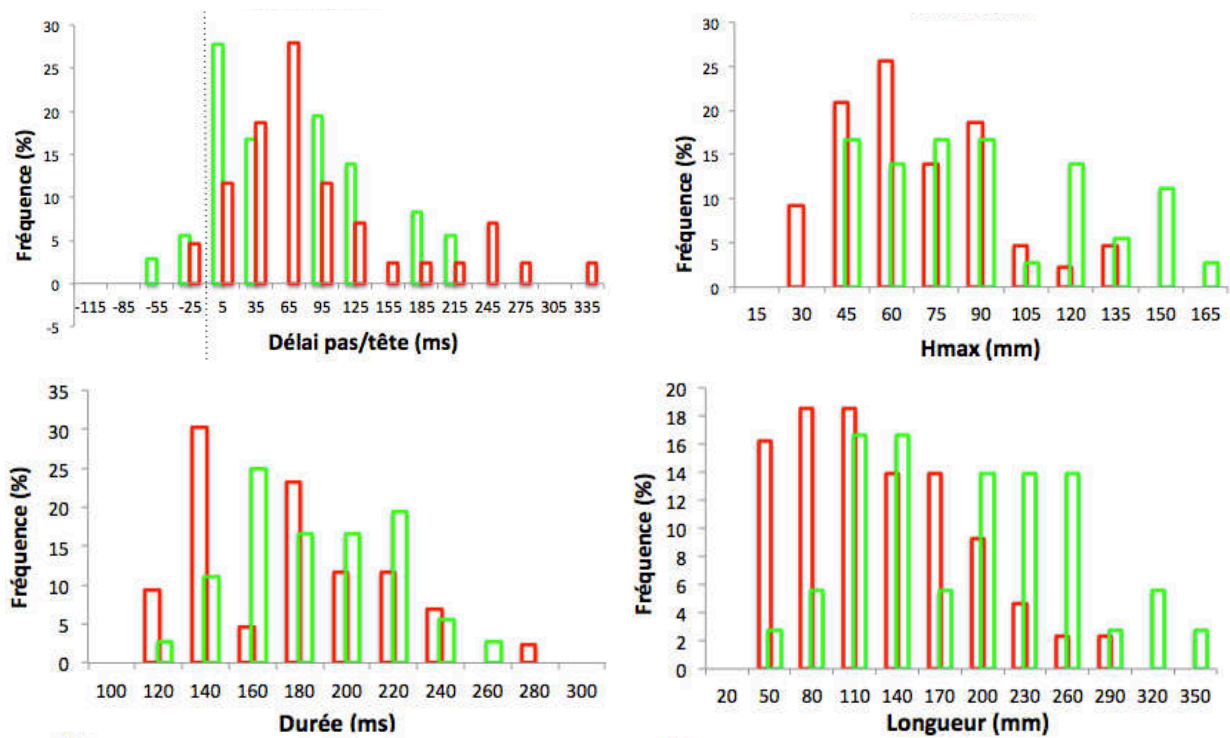 30
25
20
15
10
5
0
-5
Fréquence (%)
-115 -85 -55 -25 5 35 65 95 125 155 185 215 245 275 305 335
Délai pas/tête (ms)
30
25
20
15
10
5
0
Fréquence (%)
15 30 45 60 75 90 105 120 135 150 165
Hmax (mm)
35
30
25
20
15
10
5
0
Fréquence (%)
100 120 140 160 180 200 220 240 260 280 300
Durée (ms)
20
18
16
14
12
10
8
6
4
2
0
Fréquence (%)
20 50 80 110 140 170 200 230 260 290 320 350
Longueur (mm)